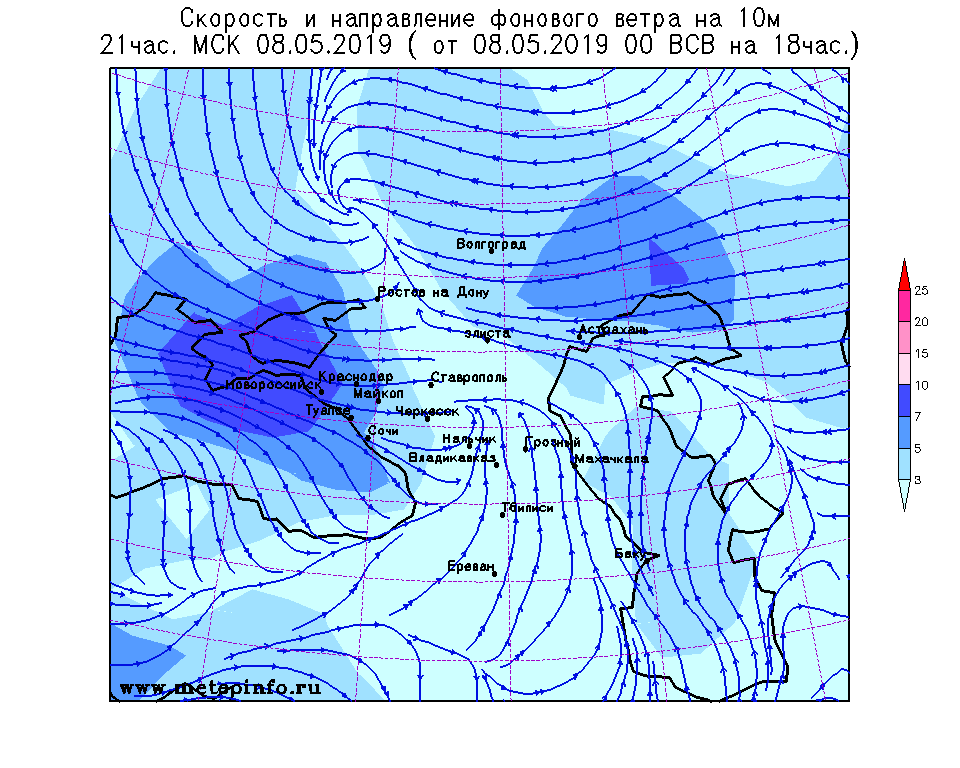 Скорость и направление фонового ветра на 10м
21час. МСК 08.05.2019 ( от 08.05.2019 00 ВСВ на 18час.)
Волгоград
Ростов на Дону
элиста
Астрахань
Новороссийск
Краснодар
Ставрополь
Майкоп
Туапсе
Черкесск
Сочи
Нальчик
Грозный
Владикавказ
Махачкала
Тбилиси
Баку
Ереван
www.metapinfo.ru
25
20
15
10
7
5
3